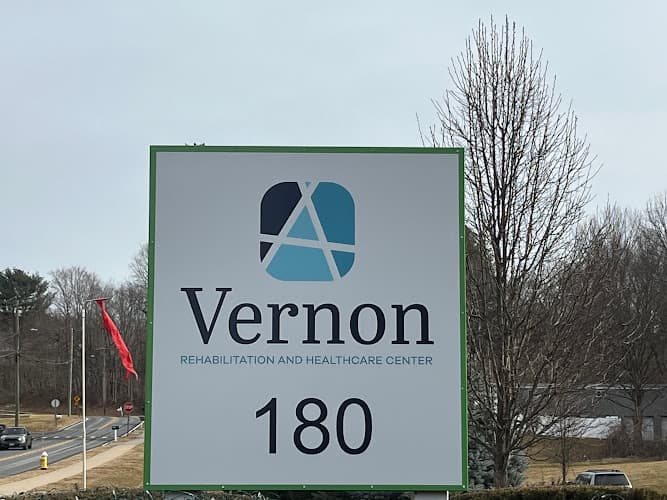 Vernon
REHABILITATION AND HEALTHCARE CENTER
180